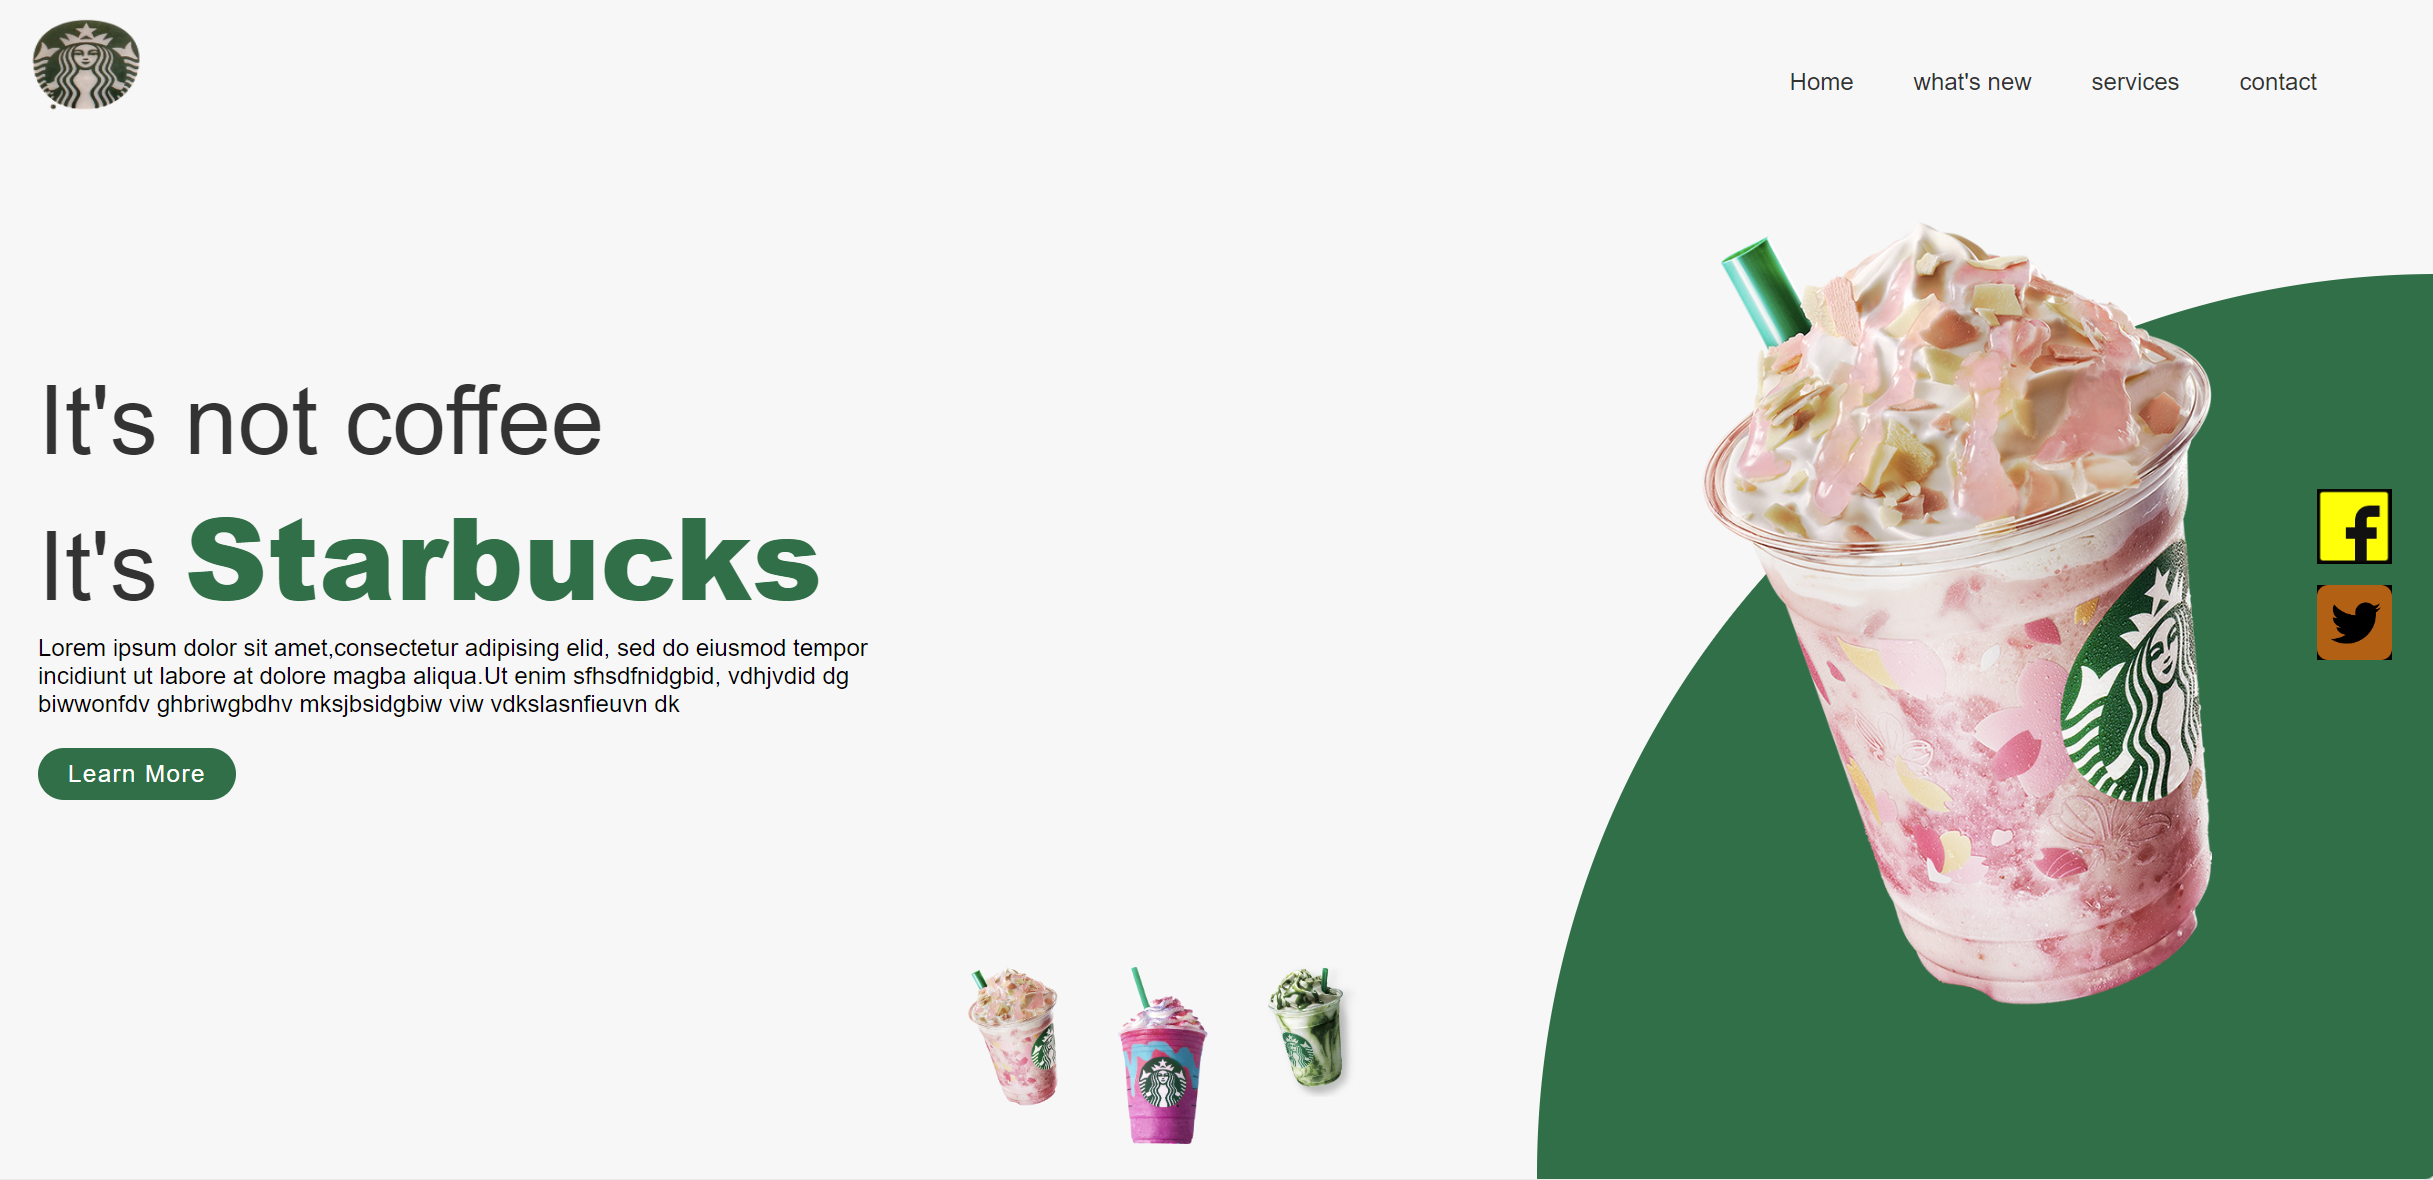 Home what's new services contact
It's not coffee
It's Starbucks
Lorem ipsum dolor sit amet,consectetur adipising elid, sed do eiusmod tempor
incidiunt ut labore at dolore magba aliqua.Ut enim sfhsdfnidgbid, vdhjvdid dg
biwwonfdv ghbriwgbdhv mksjbsidgbiw viw vdkslasnfieuvn dk
Learn More